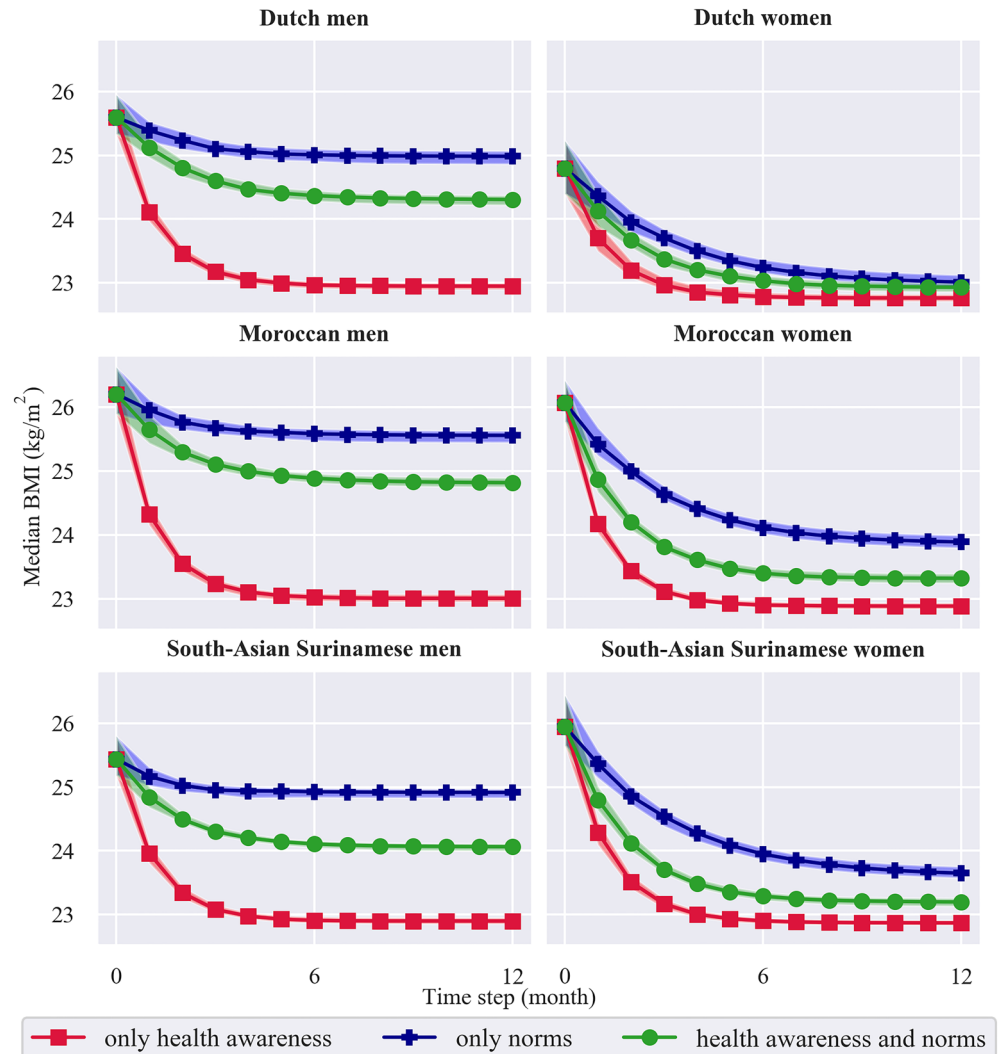 Dutch men
Dutch women
26
25
24
23
Moroccan men
Moroccan women
26
25
24
23
Median BMI (kg/m²)
South-Asian Surinamese men
South-Asian Surinamese women
26
25
24
23
0
6
12
0
6
12
Time step (month)
only health awareness
only norms
health awareness and norms